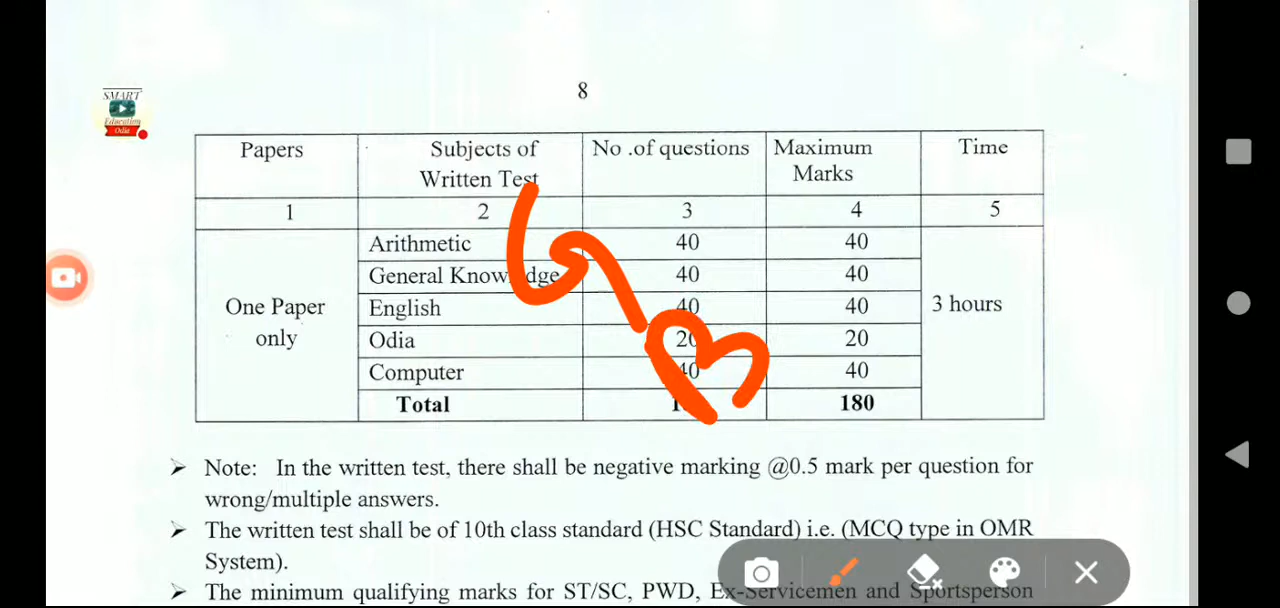 8
SMART
Education
Odia
Papers
Subjects of Written Test
No .of questions
Maximum Marks
Time
1 2 3 4 5
One Paper only
Arithmetic 40 40
General Knowledge 40 40
English 40 40
Odia 20 20
Computer 40 40
Total 180
3 hours
➤ Note: In the written test, there shall be negative marking @0.5 mark per question for
wrong/multiple answers.
➤ The written test shall be of 10th class standard (HSC Standard) i.e. (MCQ type in OMR
System).
➤ The minimum qualifying marks for ST/SC, PWD, Ex-Servicemen and Sportsperson